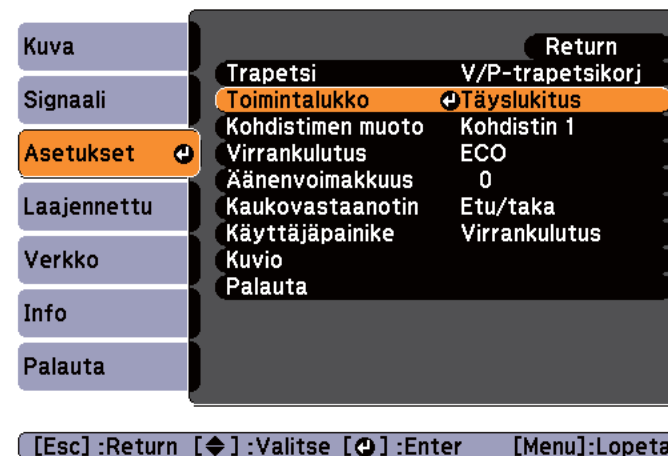 Kuva
Signaali
Asetukset
Laajennettu
Verkko
Info
Palauta
Return
Trapetsi V/P-trapetsikorj
Toimintalukko Täyslukitus
Kohdistimen muoto Kohdistin 1
Virrankulutus ECO
Äänenvoimakkuus 0
Kaukovastaanotin Etu/taka
Käyttäjäpainike Virrankulutus
Kuvio
Palauta
[Esc] :Return [ ] :Valitse [ ] :Enter [Menu]:Lopeta